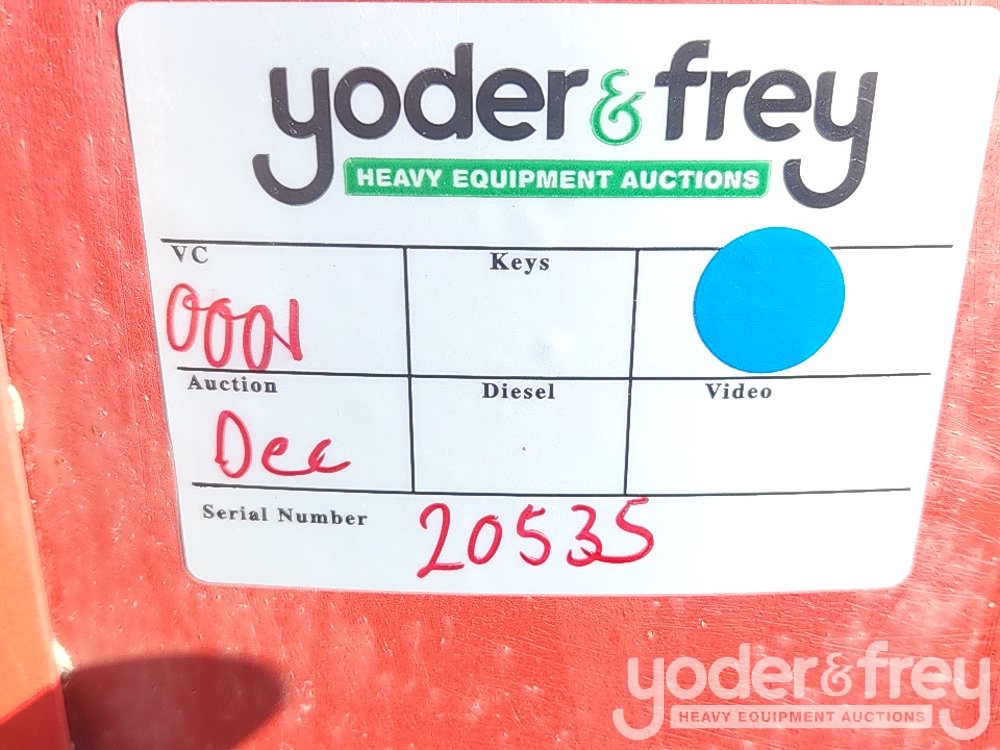 yoder & frey
HEAVY EQUIPMENT AUCTIONS
VC Keys
0001
Auction Diesel Video
Dec
Serial Number 20535
yoder & frey
HEAVY EQUIPMENT AUCTIONS